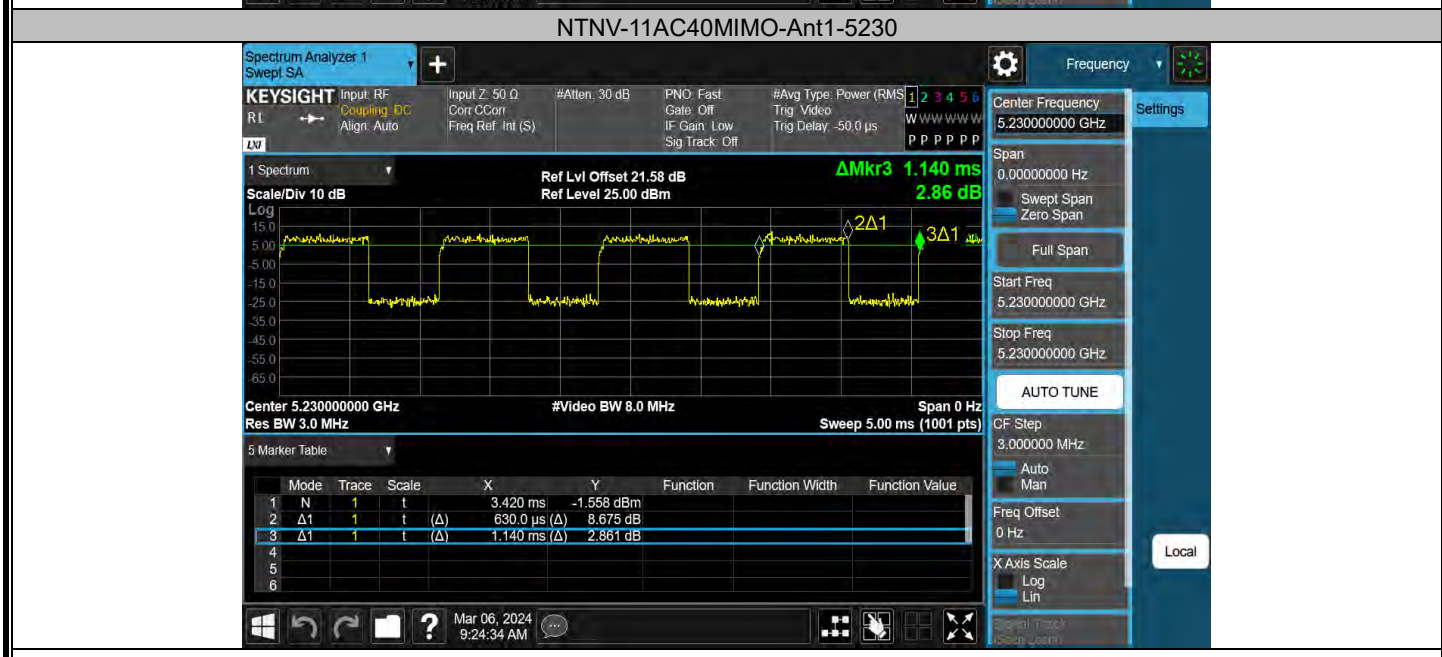 NTNV-11AC40MIMO-Ant1-5230
Spectrum Analyzer 1
Swept SA
Frequency
KEYSIGHT
RL
LXI
Input: RF
Coupling: DC
Align: Auto
Input Z: 50 Ω
Corr CCorr
Freq Ref: Int (S)
#Atten: 30 dB
PNO: Fast
Gate: Off
IF Gain: Low
Sig Track: Off
#Avg Type: Power (RMS
Trig: Video
Trig Delay: -50.0 µs
1 2 3 4 5 6
W W W W W W
P P P P P P
1 Spectrum
Scale/Div 10 dB
Ref Lvl Offset 21.58 dB
Ref Level 25.00 dBm
ΔMkr3 1.140 ms
2.86 dB
Log
15.0
5.00
-5.00
-15.0
-25.0
-35.0
-45.0
-55.0
-65.0
2Δ1
3Δ1
Center 5.230000000 GHz
#Video BW 8.0 MHz
Span 0 Hz
Res BW 3.0 MHz
Sweep 5.00 ms (1001 pts)
5 Marker Table
Mode Trace Scale X Y Function Function Width Function Value
1 N 1 t 3.420 ms -1.558 dBm
2 Δ1 1 t (Δ) 630.0 µs (Δ) 8.675 dB
3 Δ1 1 t (Δ) 1.140 ms (Δ) 2.861 dB
4
5
6
Mar 06, 2024
9:24:34 AM
Center Frequency
5.230000000 GHz
Settings
Span
0.00000000 Hz
Swept Span
Zero Span
Full Span
Start Freq
5.230000000 GHz
Stop Freq
5.230000000 GHz
AUTO TUNE
CF Step
3.000000 MHz
Auto
Man
Freq Offset
0 Hz
X Axis Scale
Log
Lin
Local
Signal Track
(Span Zoom)